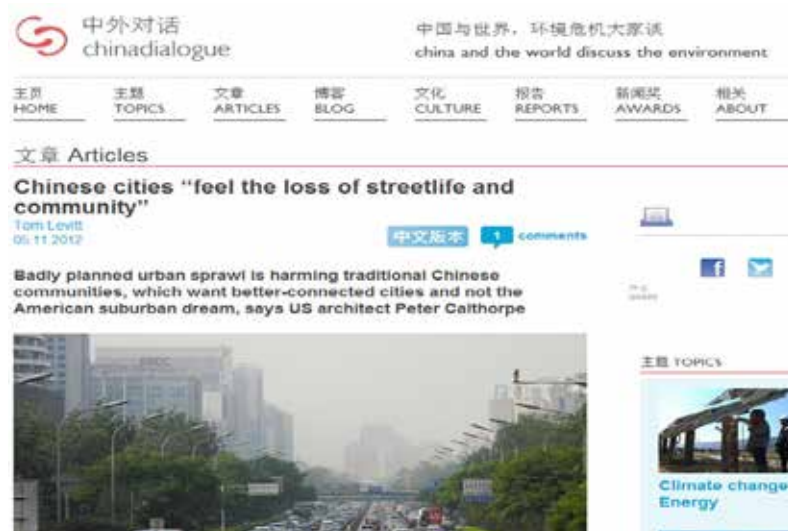 中外对话
chinadialogue
中国与世界，环境危机大家谈
china and the world discuss the environment
主页
HOME
主题
TOPICS
文章
ARTICLES
博客
BLOG
文化
CULTURE
报告
REPORTS
新闻奖
AWARDS
相关
ABOUT
文章 Articles
Chinese cities “feel the loss of streetlife and
community”
Tom Levitt
05.11.2012
中文版本
1 comments
Badly planned urban sprawl is harming traditional Chinese
communities, which want better-connected cities and not the
American suburban dream, says US architect Peter Calthorpe
主题 TOPICS
Climate change
Energy